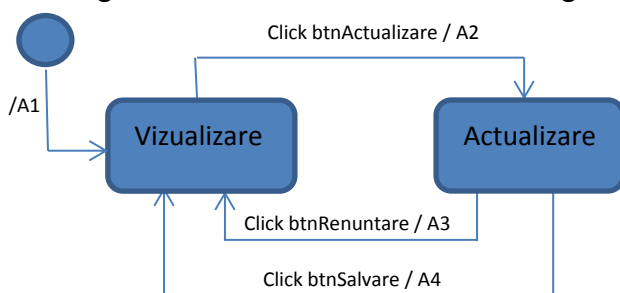 Click btnActualizare / A2
/A1
Vizualizare
Actualizare
Click btnRenuntare / A3
Click btnSalvare / A4